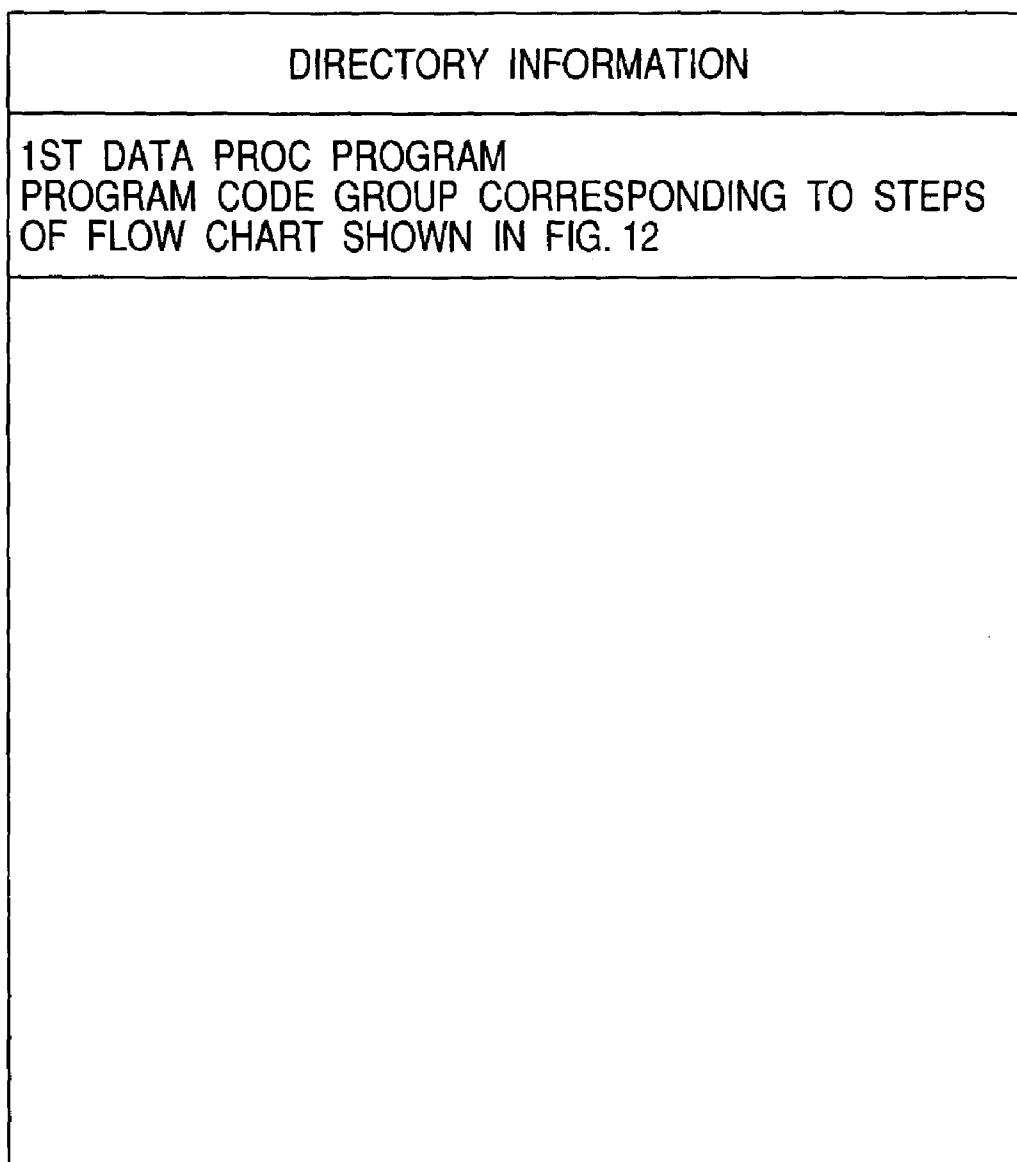 DIRECTORY INFORMATION
1ST DATA PROC PROGRAM
PROGRAM CODE GROUP CORRESPONDING TO STEPS
OF FLOW CHART SHOWN IN FIG. 12